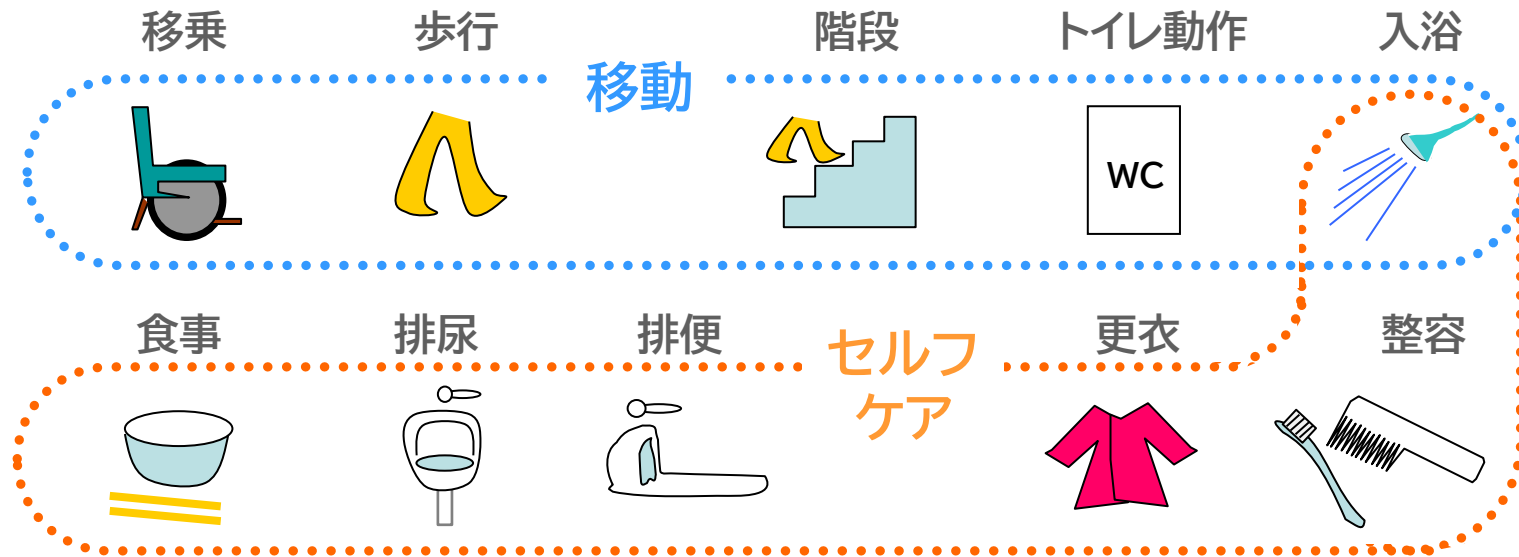 移乗
歩行
階段
トイレ動作
入浴
移動
WC
食事
排尿
排便
セルフ
ケア
更衣
整容